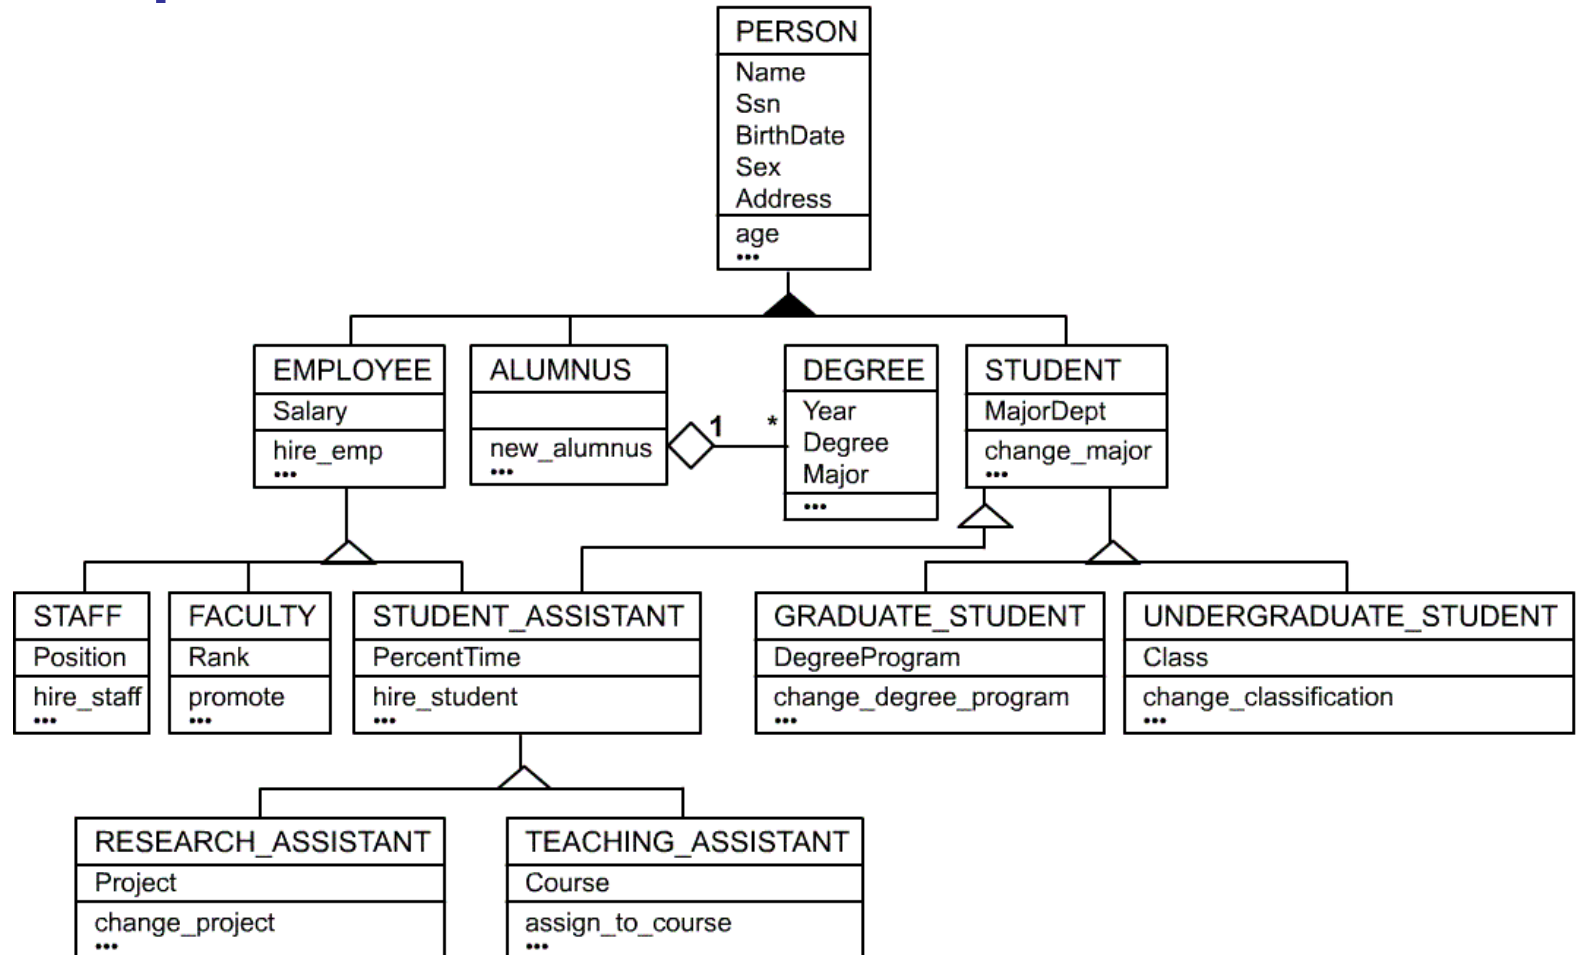 PERSON
Name
Ssn
BirthDate
Sex
Address
age
•••
EMPLOYEE
Salary
hire_emp
•••
ALUMNUS
new_alumnus
•••
1
*
DEGREE
Year
Degree
Major
•••
STUDENT
MajorDept
change_major
•••
STAFF
Position
hire_staff
•••
FACULTY
Rank
promote
•••
STUDENT_ASSISTANT
PercentTime
hire_student
•••
GRADUATE_STUDENT
DegreeProgram
change_degree_program
•••
UNDERGRADUATE_STUDENT
Class
change_classification
•••
RESEARCH_ASSISTANT
Project
change_project
•••
TEACHING_ASSISTANT
Course
assign_to_course
•••